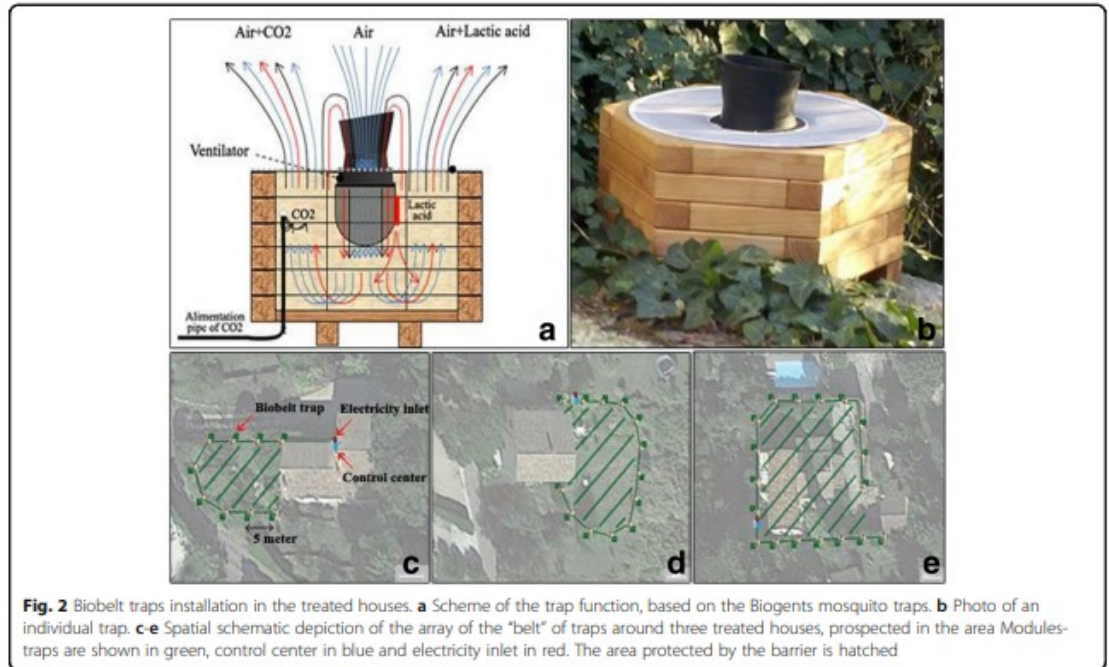 Air+CO2 Air Air+Lactic acid
Ventilator
CO2
Lactic
acid
Alimentation
pipe of CO2
a
b
Biobelt trap
Electricity inlet
Control center
5 meter
c
d
e
Fig. 2 Biobelt traps installation in the treated houses. a Scheme of the trap function, based on the Biogents mosquito traps. b Photo of an
individual trap. c-e Spatial schematic depiction of the array of the "belt" of traps around three treated houses, prospected in the area Modules-
traps are shown in green, control center in blue and electricity inlet in red. The area protected by the barrier is hatched